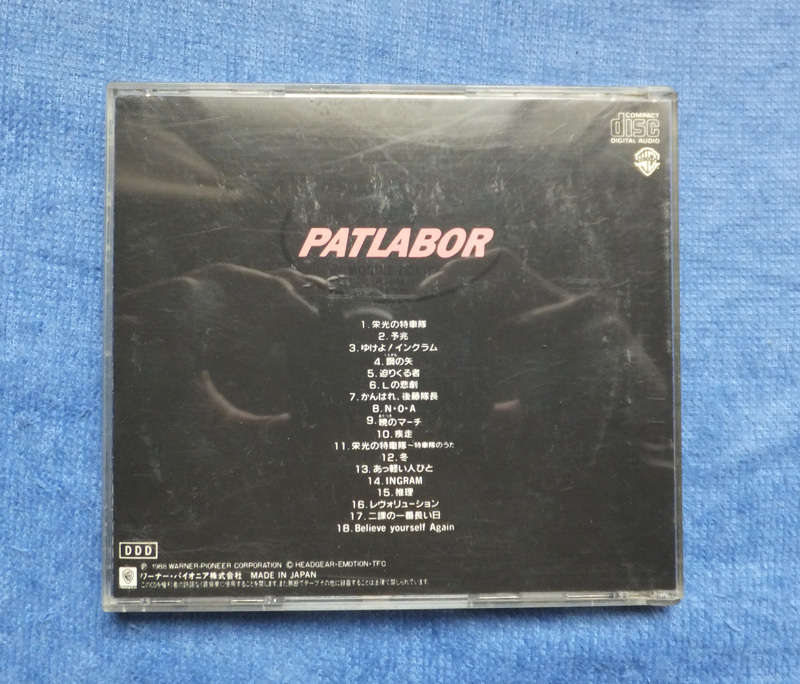 COMPACT
disc
DIGITAL AUDIO
PATLABOR
1. 栄光の特車隊
2. 予兆
3. ゆけよ！イングラム
4. 鋼の矢
5. 迫りくる者
6. Lの悲劇
7. かんばれ、後藤隊長
8. N・O・A
9. 暁のマーチ
10. 疾走
11. 栄光の特車隊〜特車隊のうた
12. 冬
13. あっ軽い人ひと
14. INGRAM
15. 推理
16. レヴォリューション
17. 二課の一番長い日
18. Believe yourself Again
DDD
Ⓟ 1988 WARNER-PIONEER CORPORATION © HEADGEAR・EMOTION・TFC
ワーナー・パイオニア株式会社 MADE IN JAPAN